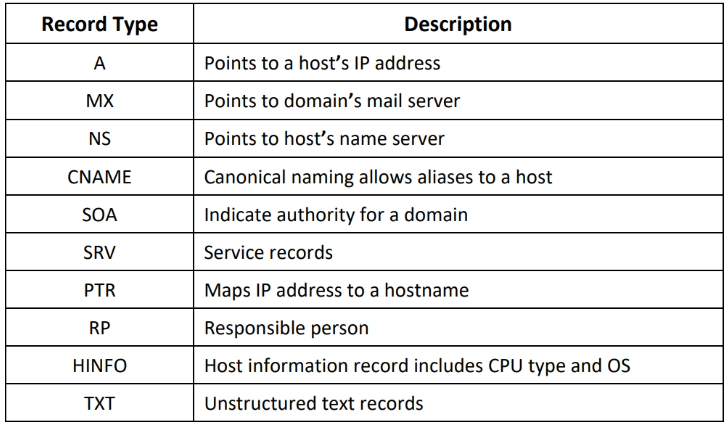 Record Type Description
A Points to a host's IP address
MX Points to domain's mail server
NS Points to host's name server
CNAME Canonical naming allows aliases to a host
SOA Indicate authority for a domain
SRV Service records
PTR Maps IP address to a hostname
RP Responsible person
HINFO Host information record includes CPU type and OS
TXT Unstructured text records